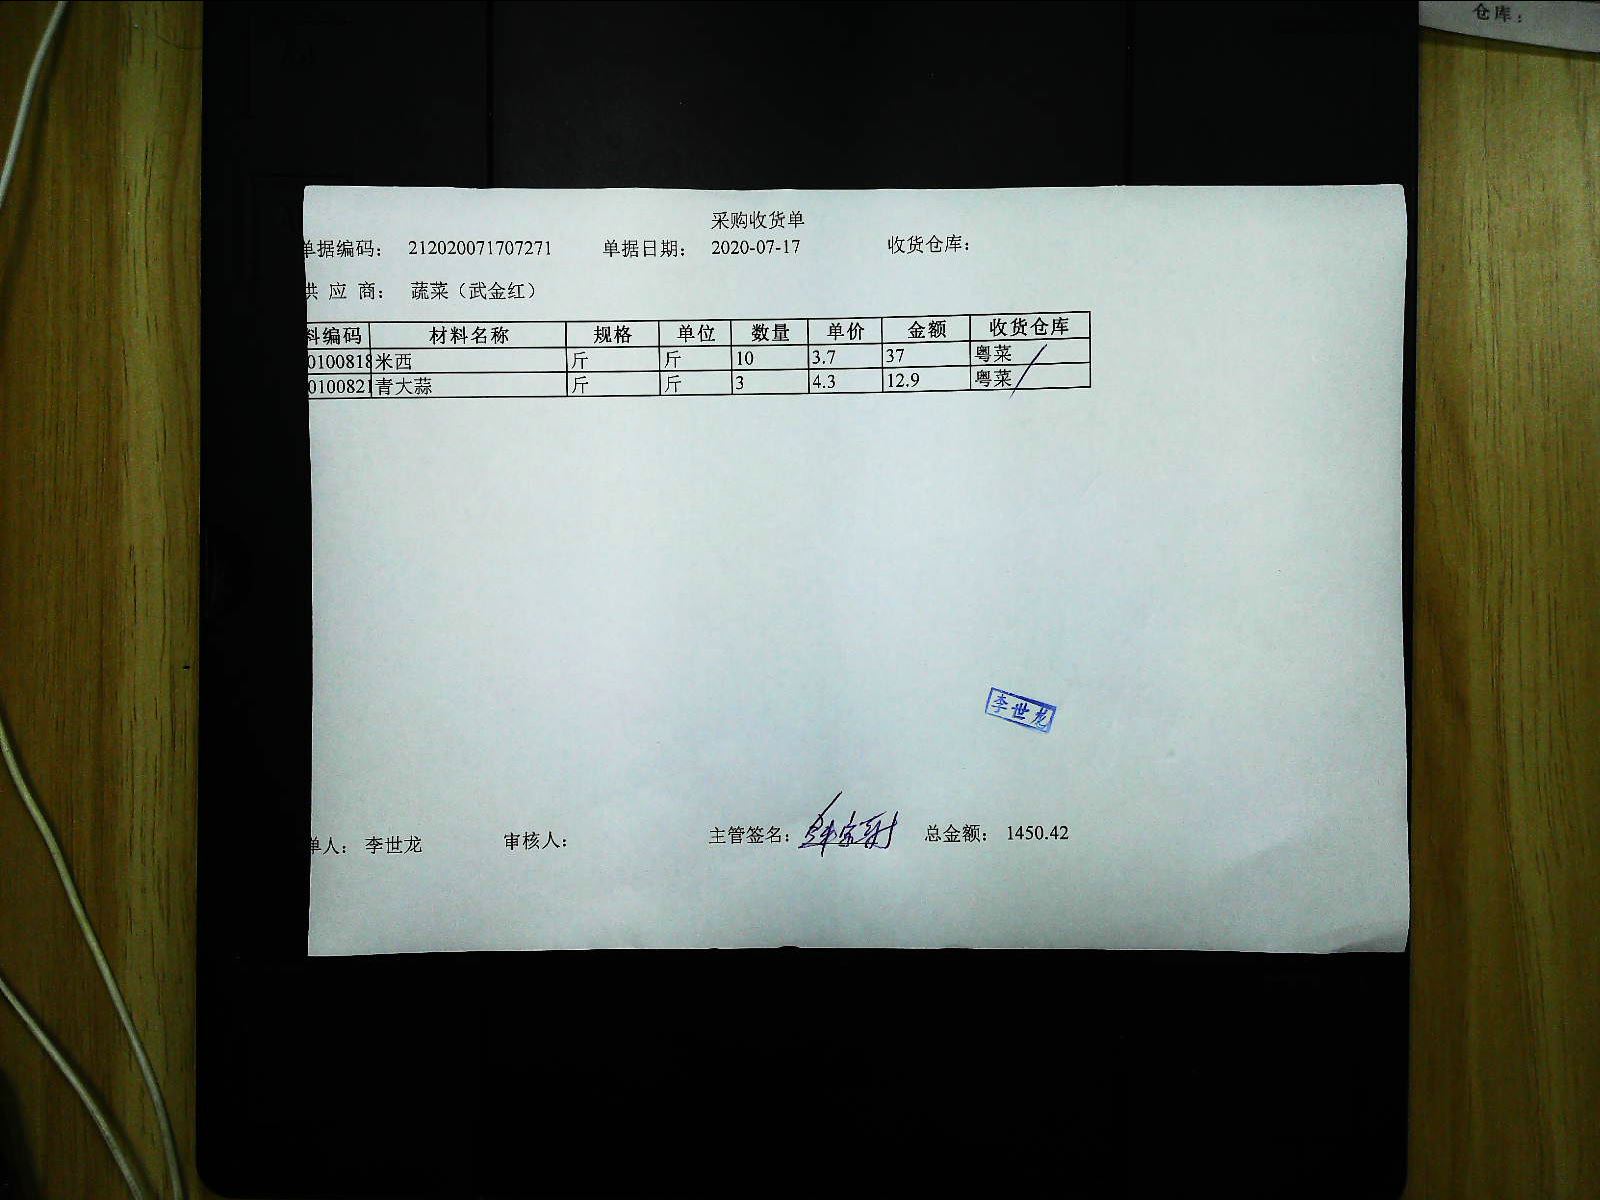 仓库：
采购收货单
单据编码： 212020071707271 单据日期： 2020-07-17 收货仓库：
供 应 商： 蔬菜（武金红）
料编码 材料名称 规格 单位 数量 单价 金额 收货仓库
0100818 米西 斤 斤 10 3.7 37 粤菜
0100821 青大蒜 斤 斤 3 4.3 12.9 粤菜
李世龙
单人： 李世龙 审核人： 主管签名： 总金额： 1450.42